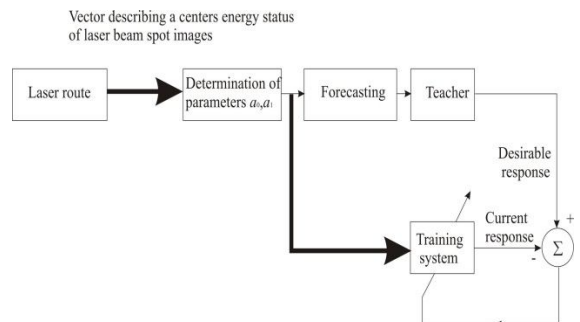 Vector describing a centers energy status
of laser beam spot images
Laser route
Determination of
parameters a₀,a₁
Forecasting
Teacher
Desirable
response
+
Training
system
Current
response
-
Σ